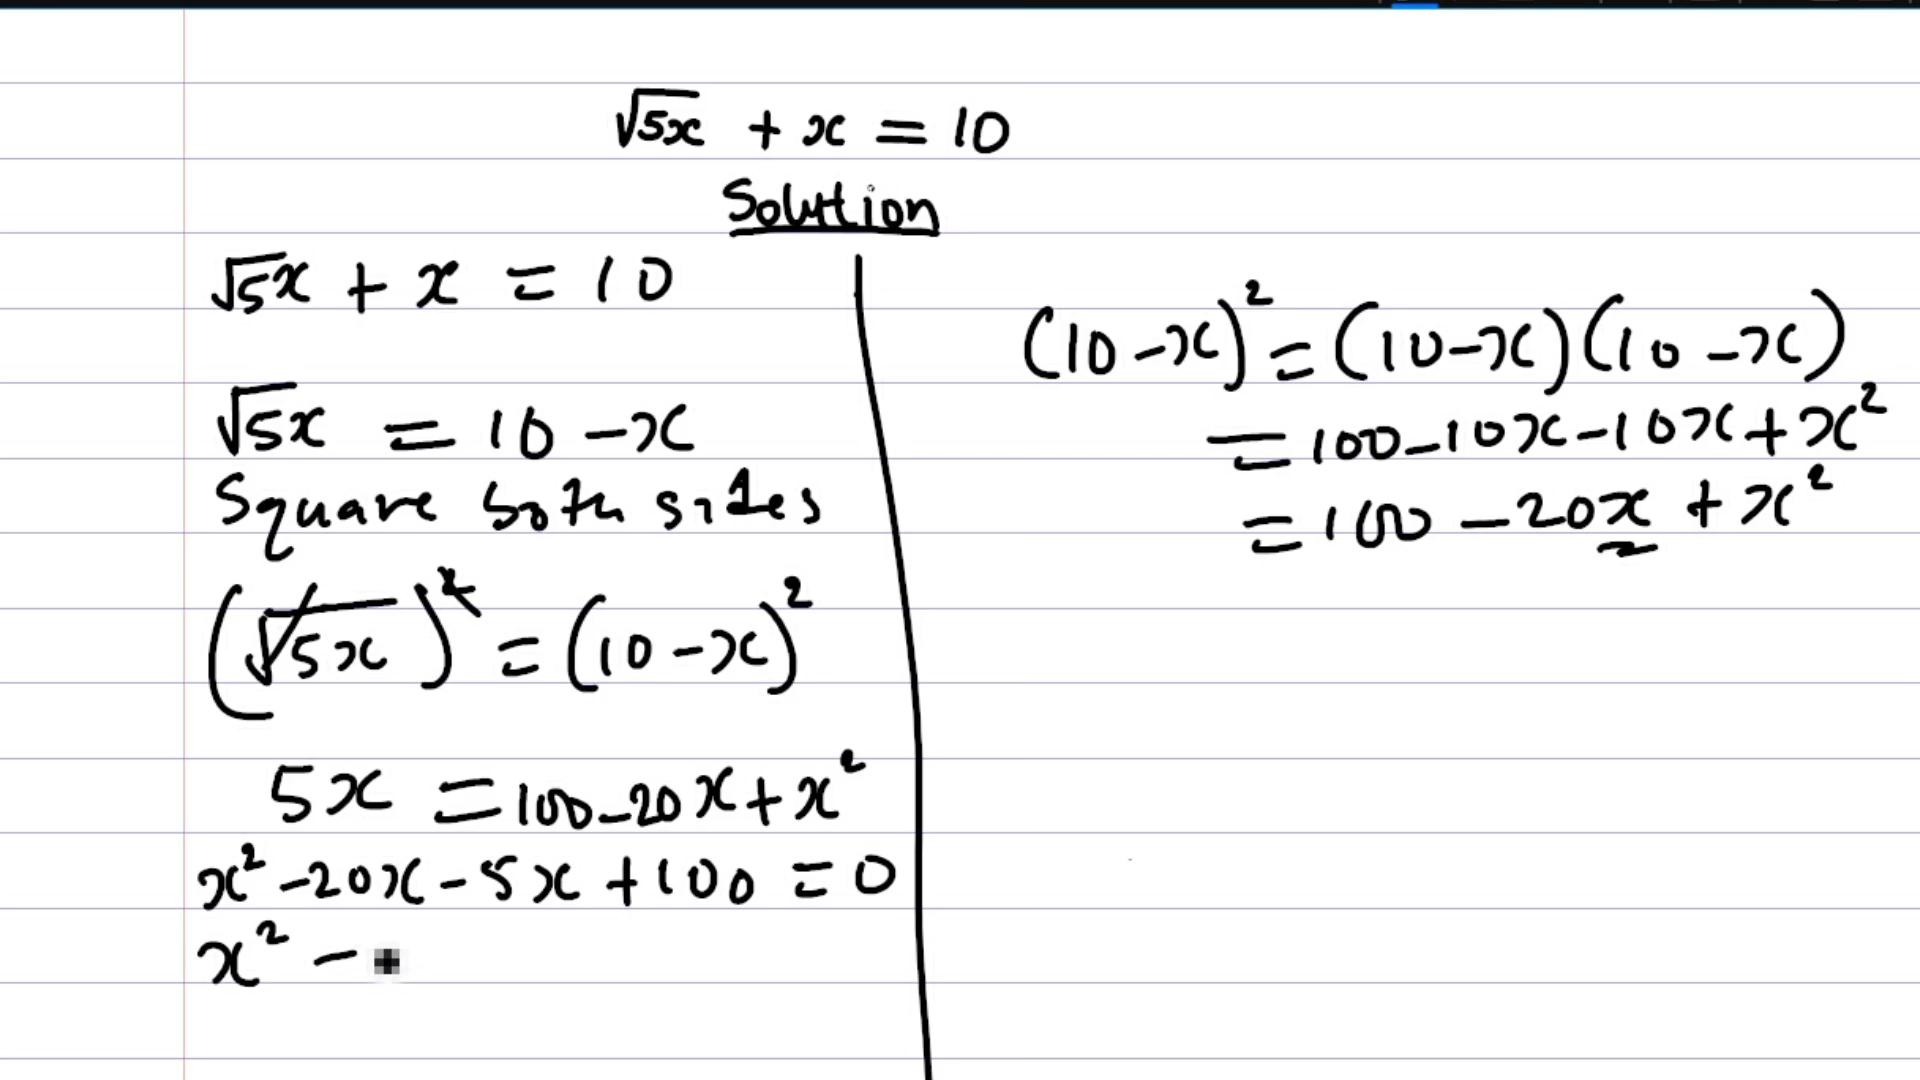 √5x + x = 10
Solution
√5x + x = 10
√5x = 10 - x
Square both sides
(√5x)² = (10 - x)²
5x = 100 - 20x + x²
x² - 20x - 5x + 100 = 0
x² -
(10 - x)² = (10 - x)(10 - x)
= 100 - 10x - 10x + x²
= 100 - 20x + x²